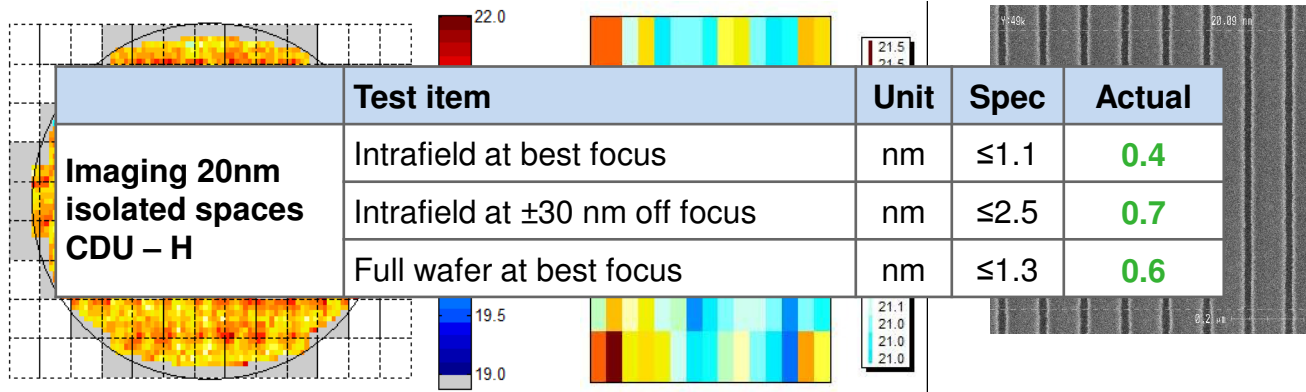 22.0
21.5
21.5
Y:49k
20.09 nm
Test item Unit Spec Actual
Imaging 20nm
isolated spaces
CDU – H
Intrafield at best focus nm ≤1.1 0.4
Intrafield at ±30 nm off focus nm ≤2.5 0.7
Full wafer at best focus nm ≤1.3 0.6
19.5
19.0
21.1
21.0
21.0
21.0
0.2 µm